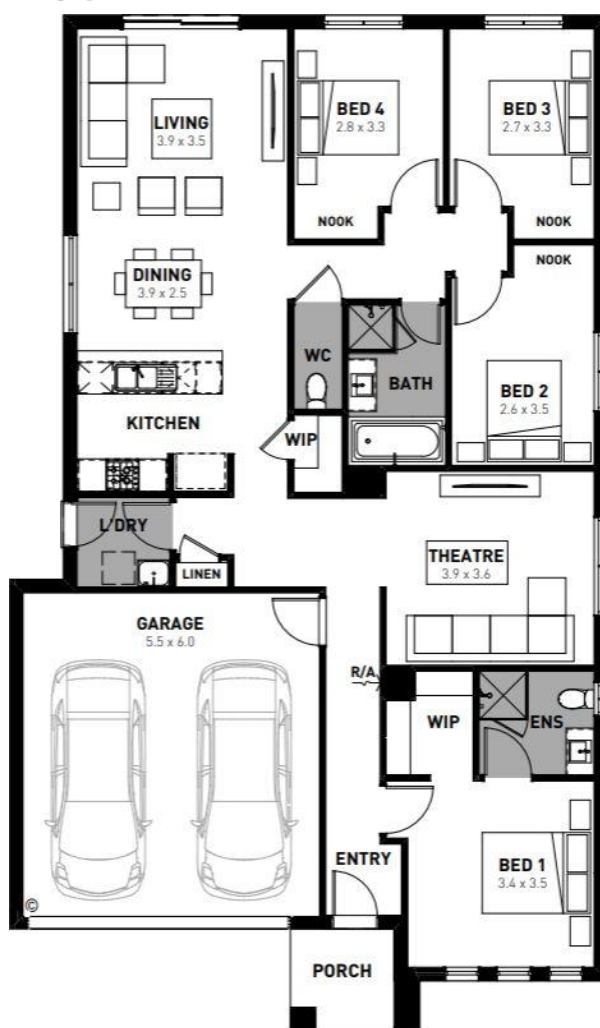 LIVING
3.9 x 3.5
BED 4
2.8 x 3.3
BED 3
2.7 x 3.3
NOOK
NOOK
DINING
3.9 x 2.5
NOOK
WC
BATH
BED 2
2.6 x 3.5
KITCHEN
WIP
L'DRY
LINEN
THEATRE
3.9 x 3.6
GARAGE
5.5 x 6.0
R/A
WIP
ENS
ENTRY
BED 1
3.4 x 3.5
©
PORCH